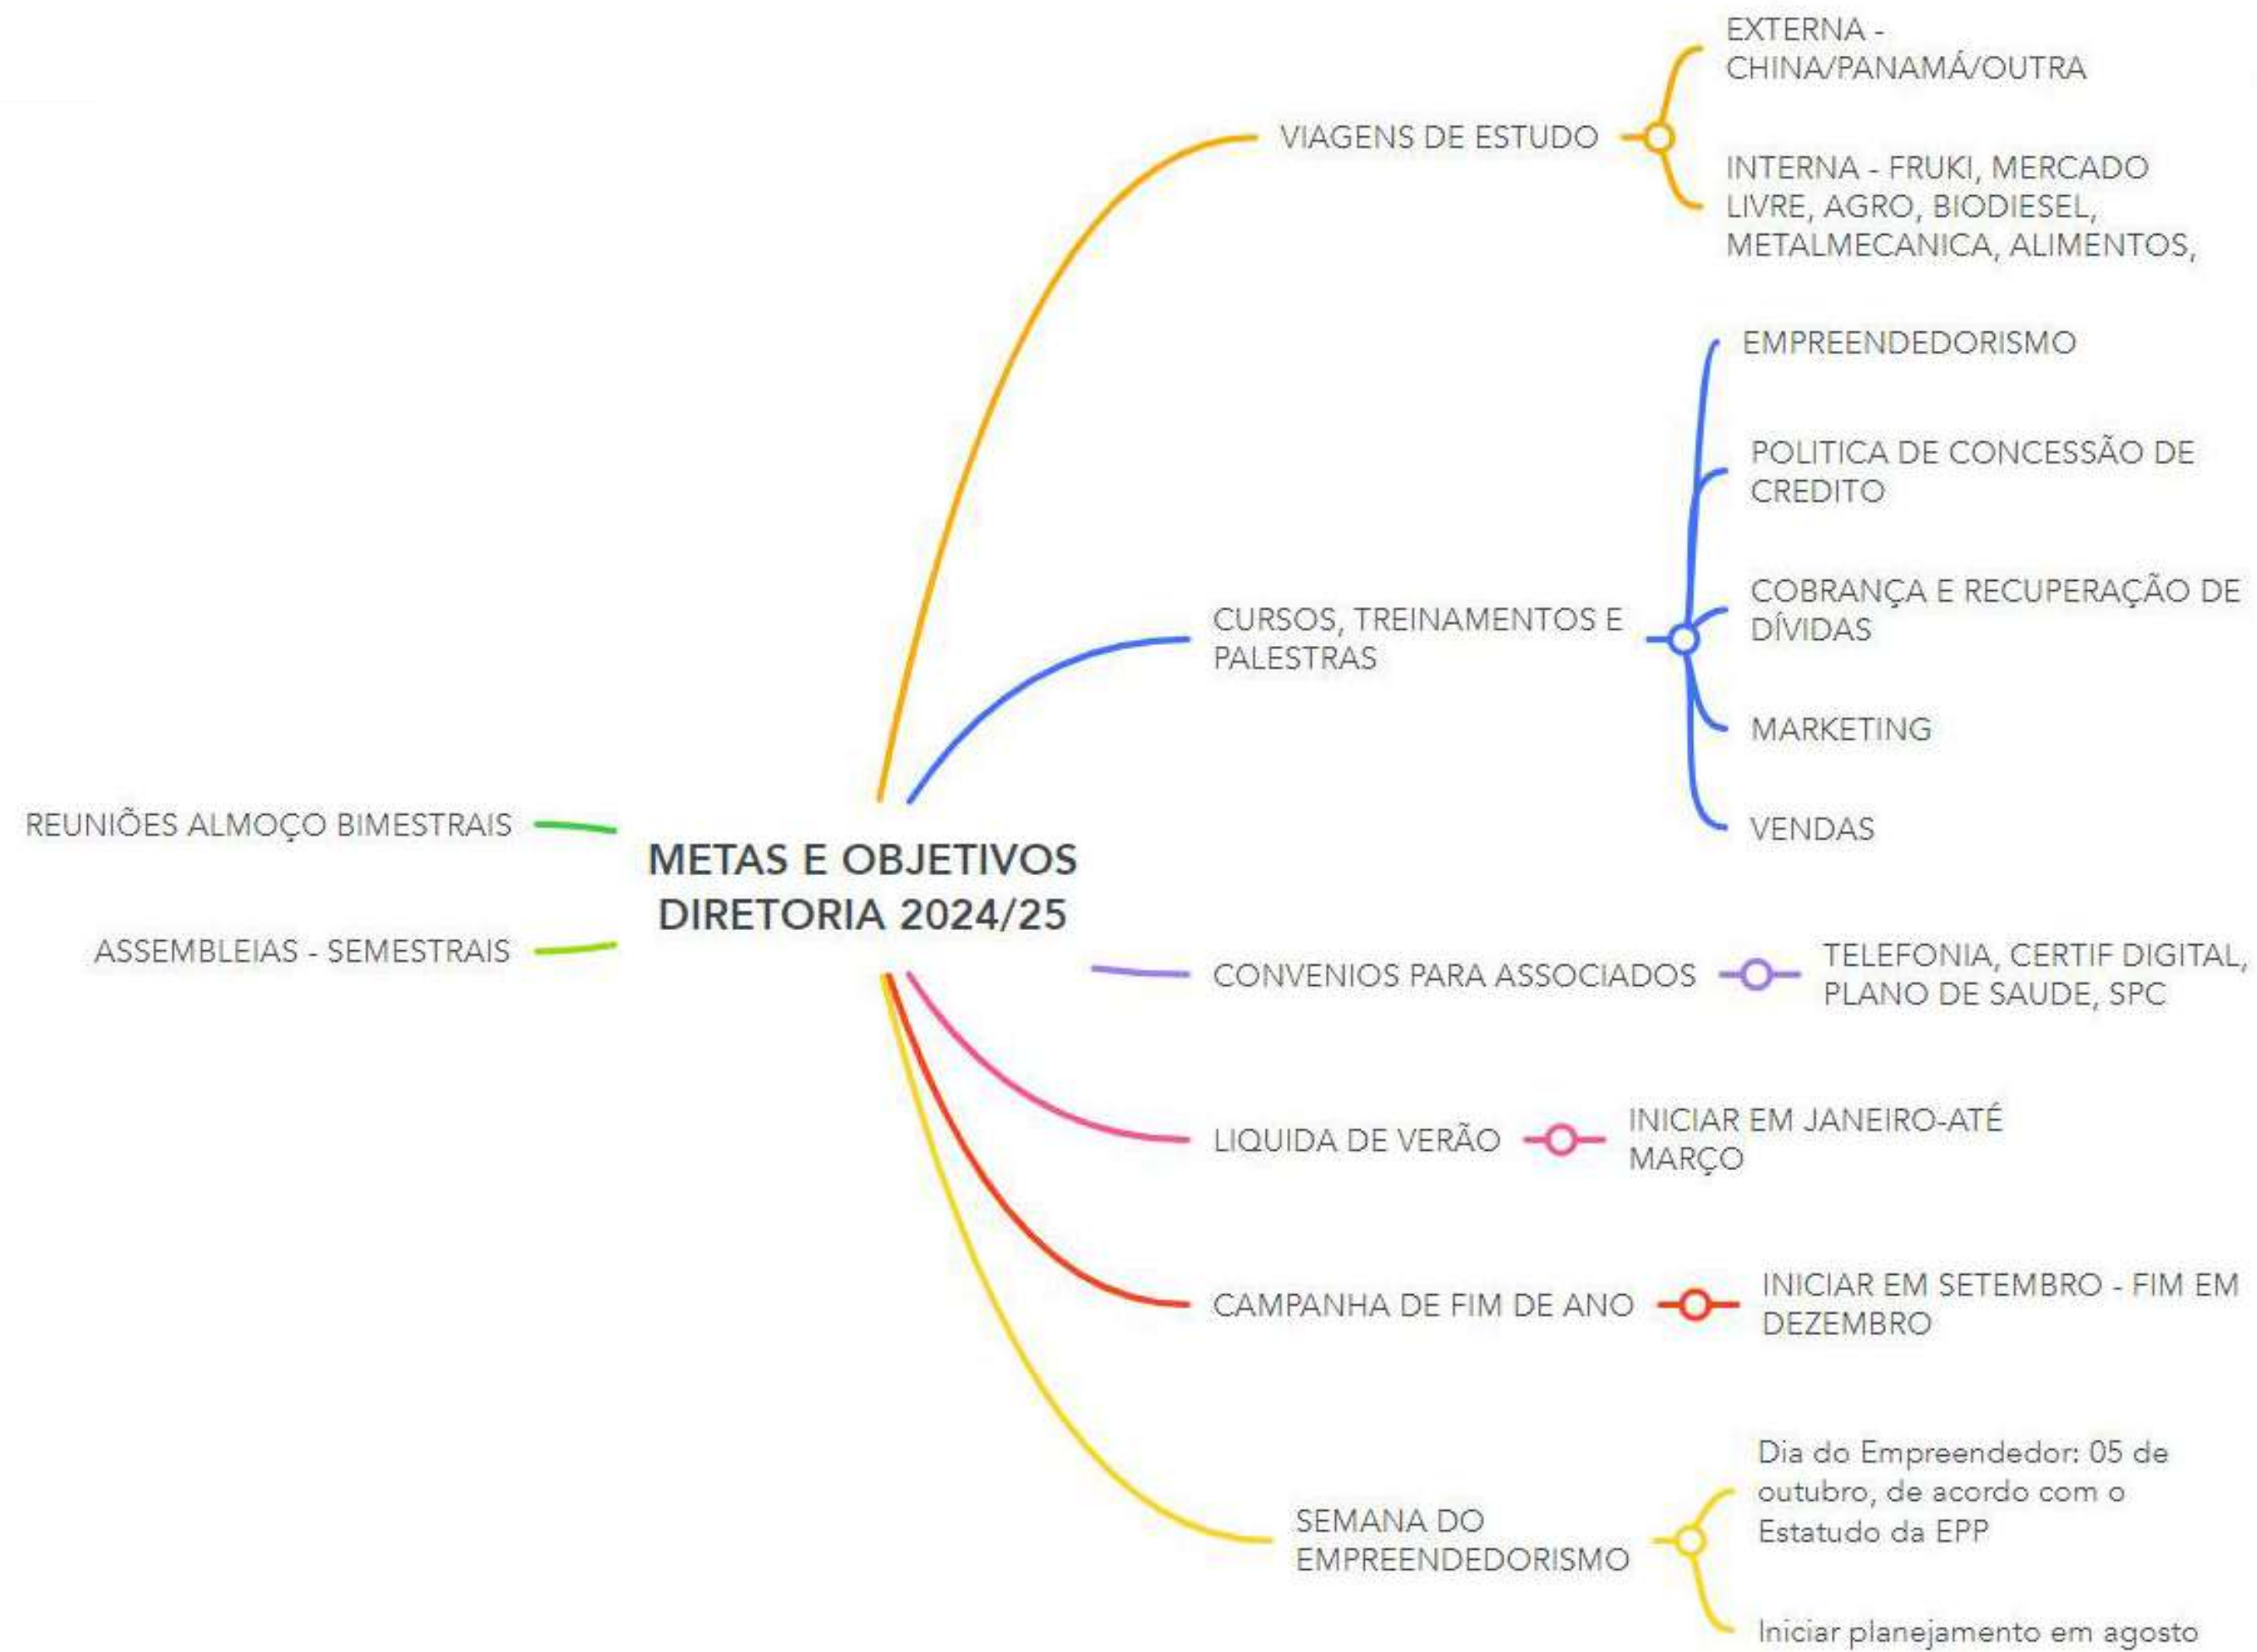 EXTERNA -
CHINA/PANAMÁ/OUTRA
VIAGENS DE ESTUDO
INTERNA - FRUKI, MERCADO
LIVRE, AGRO, BIODIESEL,
METALMECANICA, ALIMENTOS,
EMPREENDEDORISMO
POLITICA DE CONCESSÃO DE
CREDITO
CURSOS, TREINAMENTOS E
PALESTRAS
COBRANÇA E RECUPERAÇÃO DE
DÍVIDAS
MARKETING
VENDAS
REUNIÕES ALMOÇO BIMESTRAIS
METAS E OBJETIVOS
DIRETORIA 2024/25
ASSEMBLEIAS - SEMESTRAIS
CONVENIOS PARA ASSOCIADOS
TELEFONIA, CERTIF DIGITAL,
PLANO DE SAUDE, SPC
LIQUIDA DE VERÃO
INICIAR EM JANEIRO-ATÉ
MARÇO
CAMPANHA DE FIM DE ANO
INICIAR EM SETEMBRO - FIM EM
DEZEMBRO
SEMANA DO
EMPREENDEDORISMO
Dia do Empreendedor: 05 de
outubro, de acordo com o
Estatudo da EPP
Iniciar planejamento em agosto